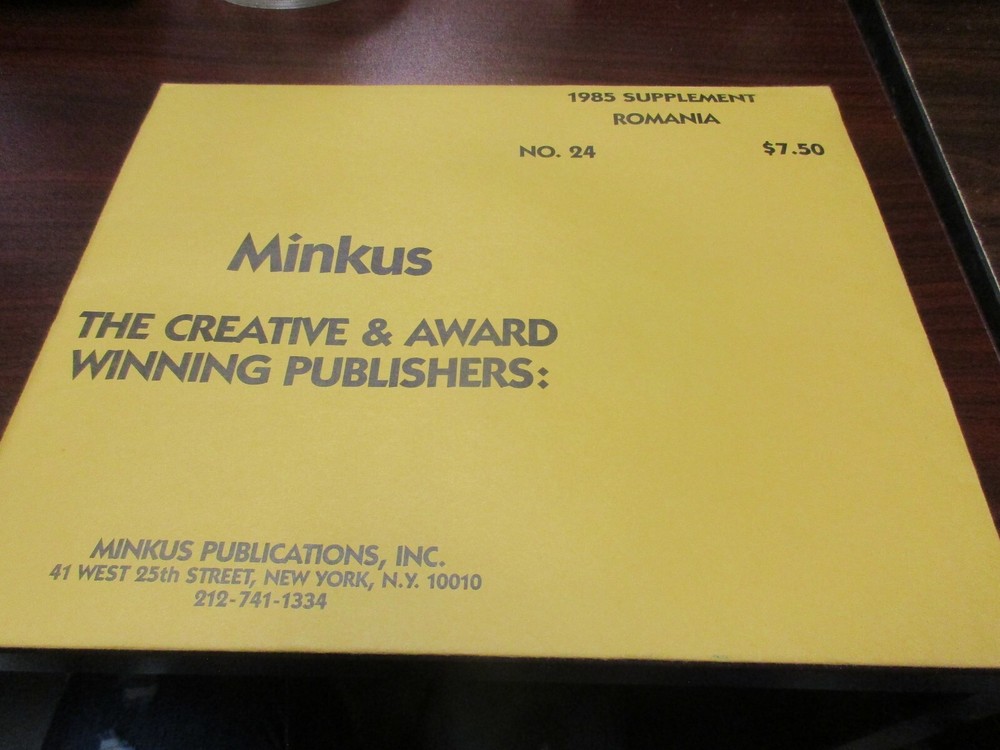 1985 SUPPLEMENT
ROMANIA
NO. 24 $7.50
Minkus
THE CREATIVE & AWARD
WINNING PUBLISHERS:
MINKUS PUBLICATIONS, INC.
41 WEST 25th STREET, NEW YORK, N.Y. 10010
212-741-1334